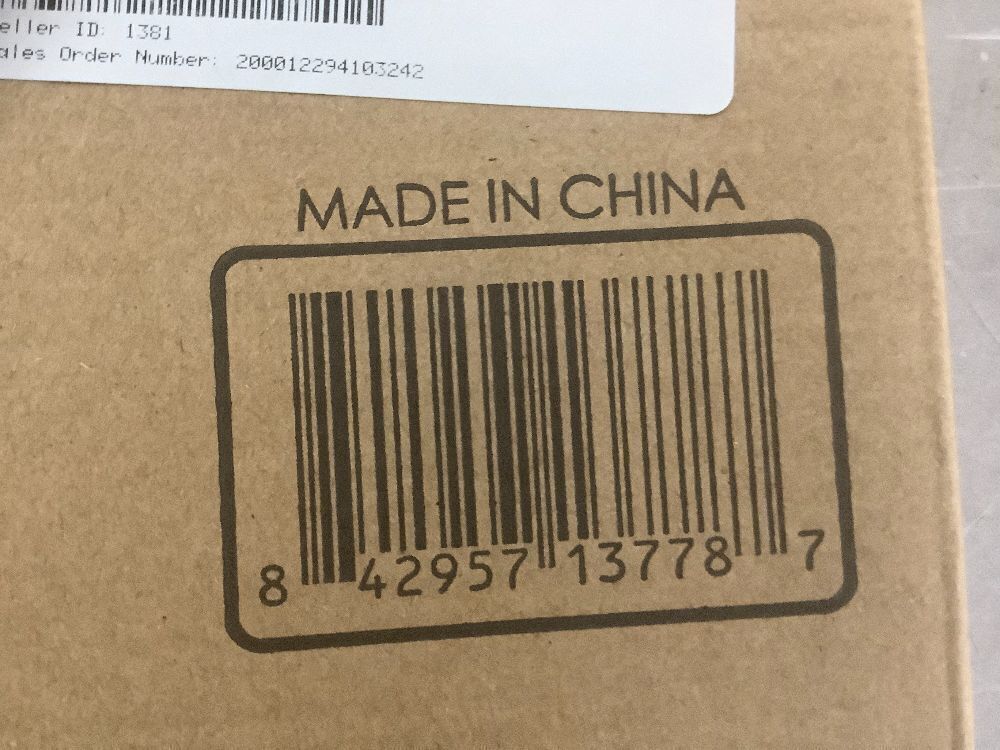 eller ID: 1381
ales Order Number: 200012294103242
MADE IN CHINA
8 42957 13778 7